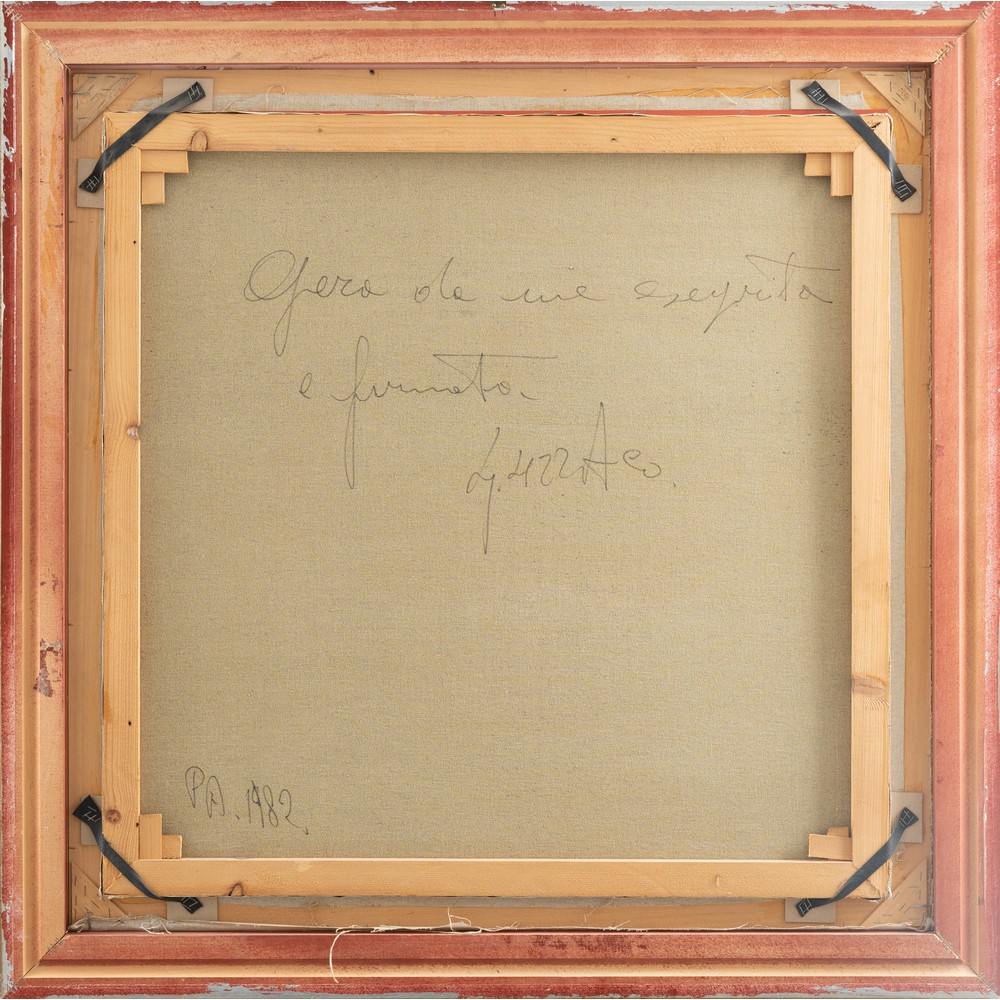 Opera da me eseguita
e firmata.
PA. 1982.